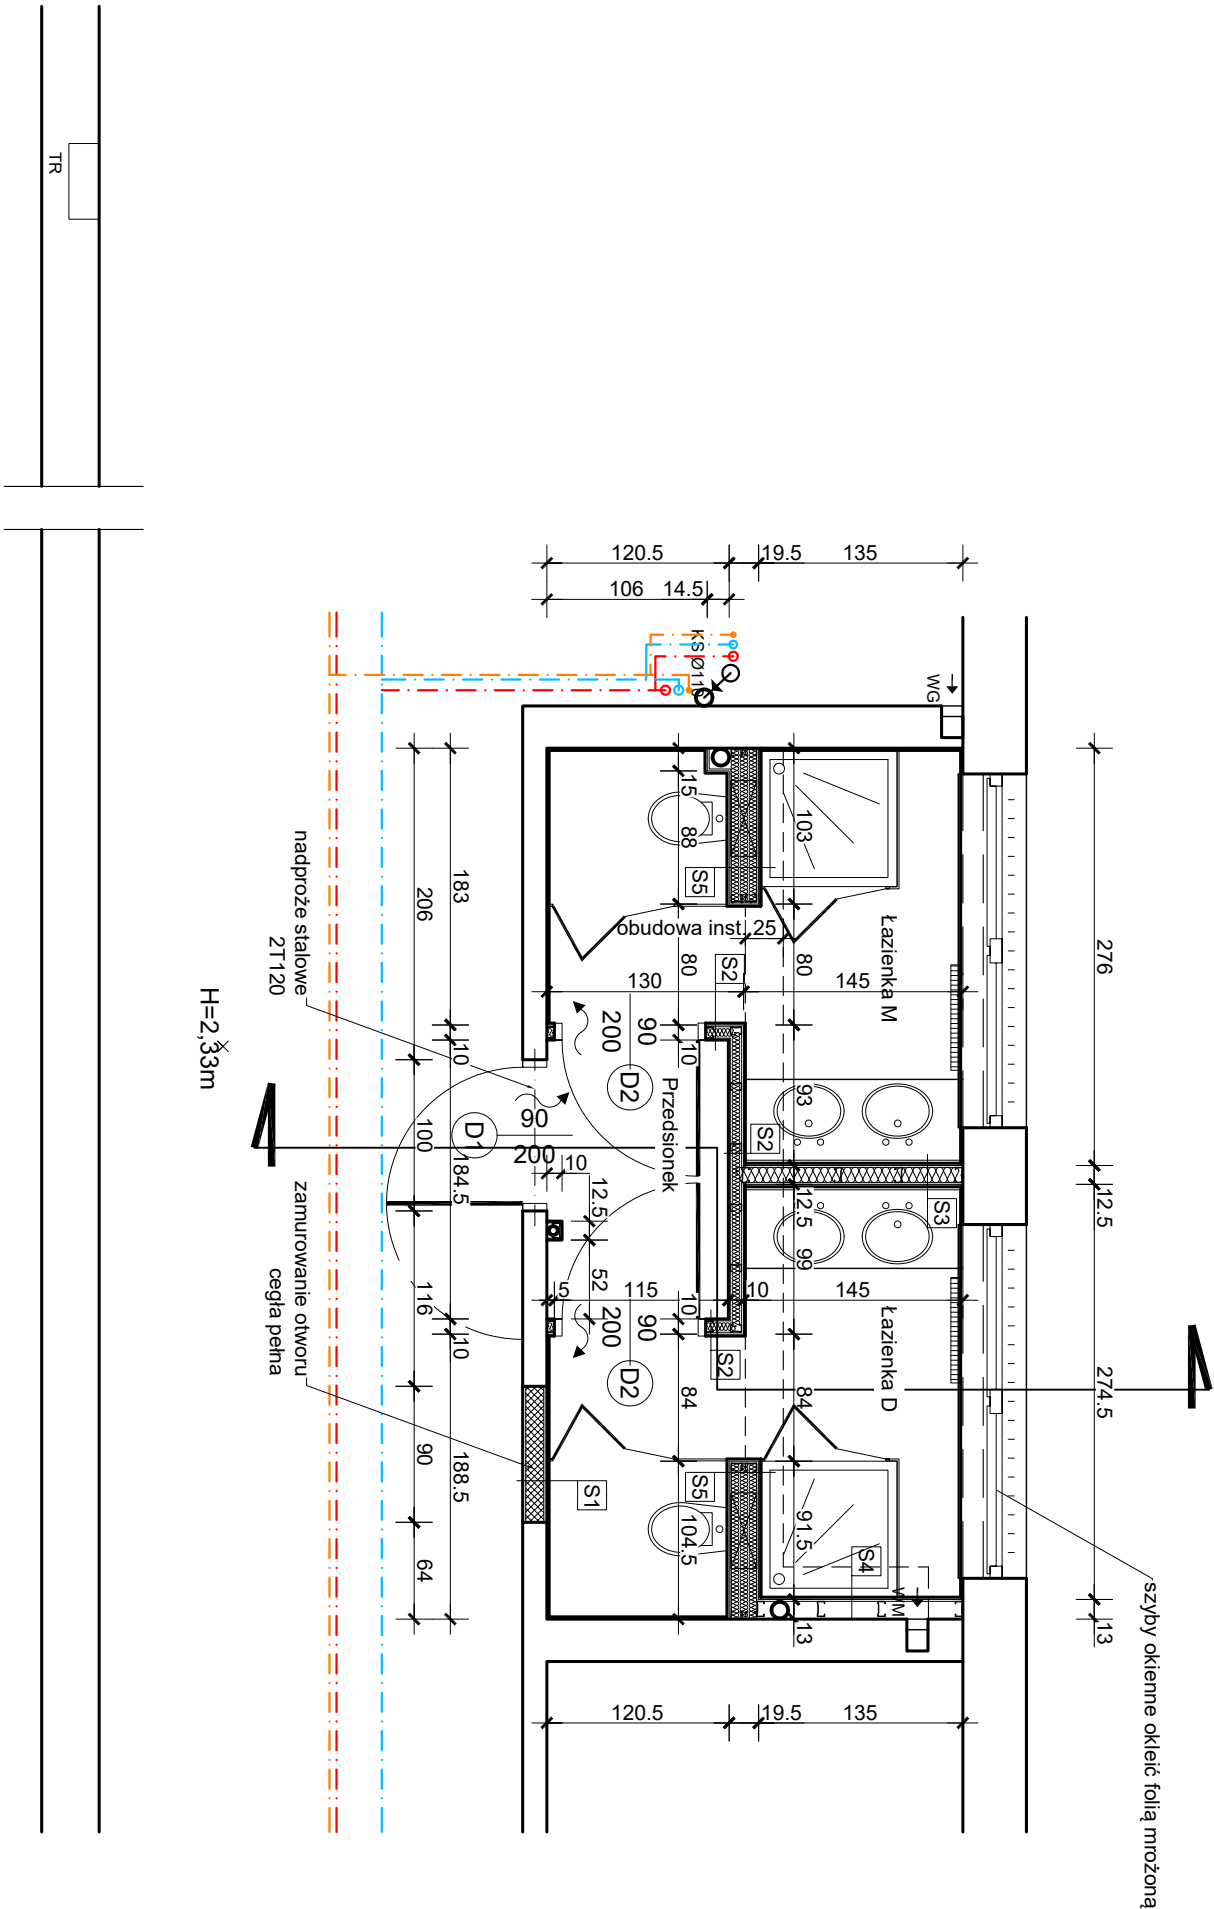 TR
120.5
19.5
135
106
14.5
KS Ø110
WG
15
88
103
S5
183
206
nadproże stalowe
2T120
obudowa inst.
25
80
80
Łazienka M
276
S2
130
145
H=2,33m
10
90
200
10
D2
Przedsionek
93
S2
100
D1
90
200
184.5
10
12.5
12.5
S3
12.5
52
99
zamurowanie otworu
cegła pełna
116
5
115
10
10
145
10
90
200
D2
S2
Łazienka D
274.5
84
84
90
188.5
S1
S5
104.5
91.5
S4
WM
64
13
13
szyby okienne okleić folią mrożoną
120.5
19.5
135